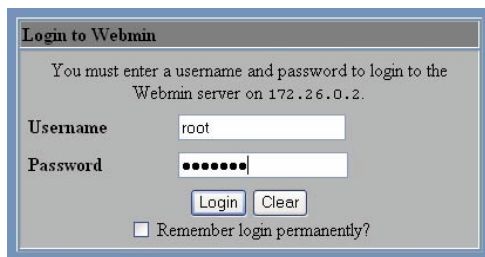 Login to Webmin
You must enter a username and password to login to the
Webmin server on 172.26.0.2.
Username root
Password ●●●●●●●
Login Clear
Remember login permanently?